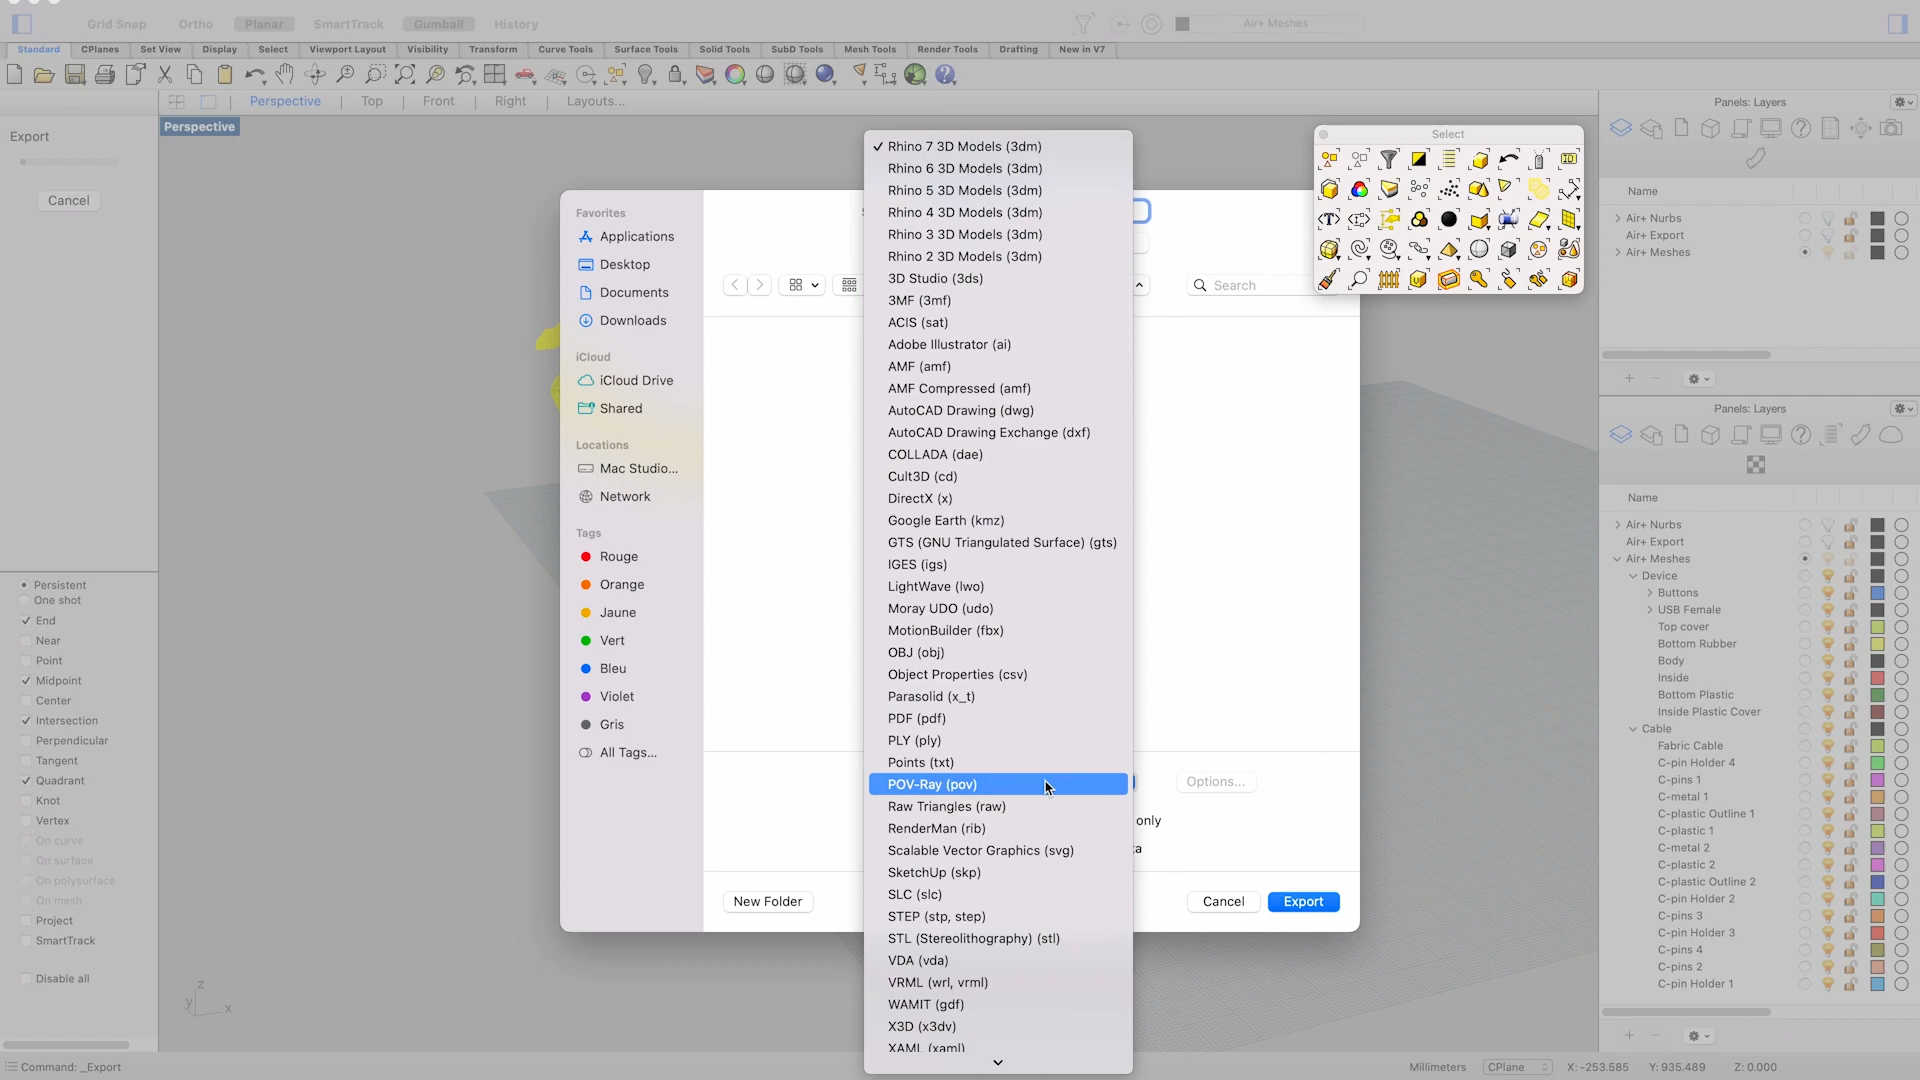 Grid Snap Ortho Planar SmartTrack Gumball History Air+ Meshes
Standard CPlanes Set View Display Select Viewport Layout Visibility Transform Curve Tools Surface Tools Solid Tools SubD Tools Mesh Tools Render Tools Drafting New in V7
Perspective Top Front Right Layouts...
Perspective
Export
Cancel
Persistent
One shot
End
Near
Point
Midpoint
Center
Intersection
Perpendicular
Tangent
Quadrant
Knot
Vertex
On curve
On surface
On polysurface
On mesh
Project
SmartTrack
Disable all
z
y
x
Favorites
Applications
Desktop
Documents
Downloads
iCloud
iCloud Drive
Shared
Locations
Mac Studio...
Network
Tags
Rouge
Orange
Jaune
Vert
Bleu
Violet
Gris
All Tags...
Rhino 7 3D Models (3dm)
Rhino 6 3D Models (3dm)
Rhino 5 3D Models (3dm)
Rhino 4 3D Models (3dm)
Rhino 3 3D Models (3dm)
Rhino 2 3D Models (3dm)
3D Studio (3ds)
3MF (3mf)
ACIS (sat)
Adobe Illustrator (ai)
AMF (amf)
AMF Compressed (amf)
AutoCAD Drawing (dwg)
AutoCAD Drawing Exchange (dxf)
COLLADA (dae)
Cult3D (cd)
DirectX (x)
Google Earth (kmz)
GTS (GNU Triangulated Surface) (gts)
IGES (igs)
LightWave (lwo)
Moray UDO (udo)
MotionBuilder (fbx)
OBJ (obj)
Object Properties (csv)
Parasolid (x_t)
PDF (pdf)
PLY (ply)
Points (txt)
POV-Ray (pov)
Raw Triangles (raw)
RenderMan (rib)
Scalable Vector Graphics (svg)
SketchUp (skp)
SLC (slc)
STEP (stp, step)
STL (Stereolithography) (stl)
VDA (vda)
VRML (wrl, vrml)
WAMIT (gdf)
X3D (x3dv)
XAML (xaml)
Search
Options...
only
ta
New Folder
Cancel
Export
Select
Panels: Layers
Name
Air+ Nurbs
Air+ Export
Air+ Meshes
Panels: Layers
Name
Air+ Nurbs
Air+ Export
Air+ Meshes
Device
Buttons
USB Female
Top cover
Bottom Rubber
Body
Inside
Bottom Plastic
Inside Plastic Cover
Cable
Fabric Cable
C-pin Holder 4
C-pins 1
C-metal 1
C-plastic Outline 1
C-plastic 1
C-metal 2
C-plastic 2
C-plastic Outline 2
C-pin Holder 2
C-pins 3
C-pin Holder 3
C-pins 4
C-pins 2
C-pin Holder 1
Command: _Export
Millimeters CPlane X: -253.585 Y: 935.489 Z: 0.000